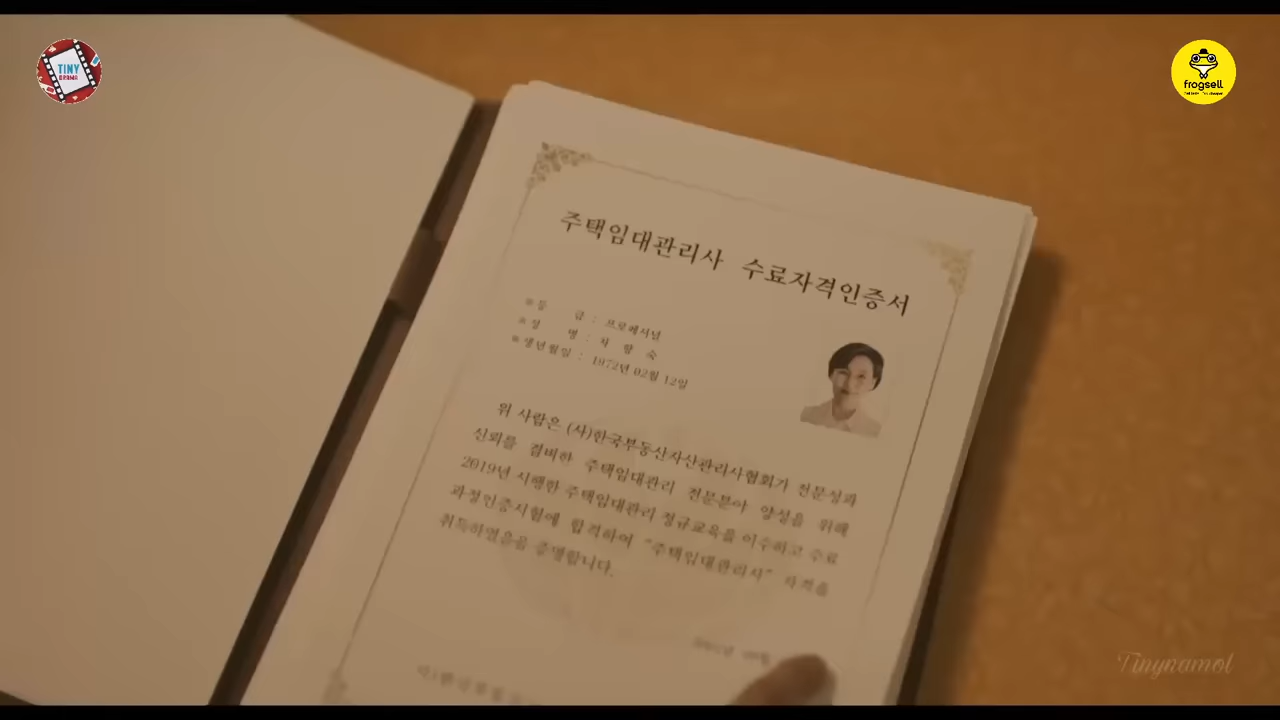 TINY
DRAMA
frogsell
주택임대관리사 수료자격인증서
※등 급 : 프로페셔널
※성 명 : 차 랑 숙
※생년월일 : 1972년 02월 12일
위 사람은 (사)한국부동산자산관리사협회가 전문성과
신뢰를 겸비한 주택임대관리 전문분야 양성을 위해
2019년 시행한 주택임대관리 정규교육을 이수하고 수료
과정인증시험에 합격하여 "주택임대관리사" 자격을
취득하였음을 증명합니다.
Tinynamol